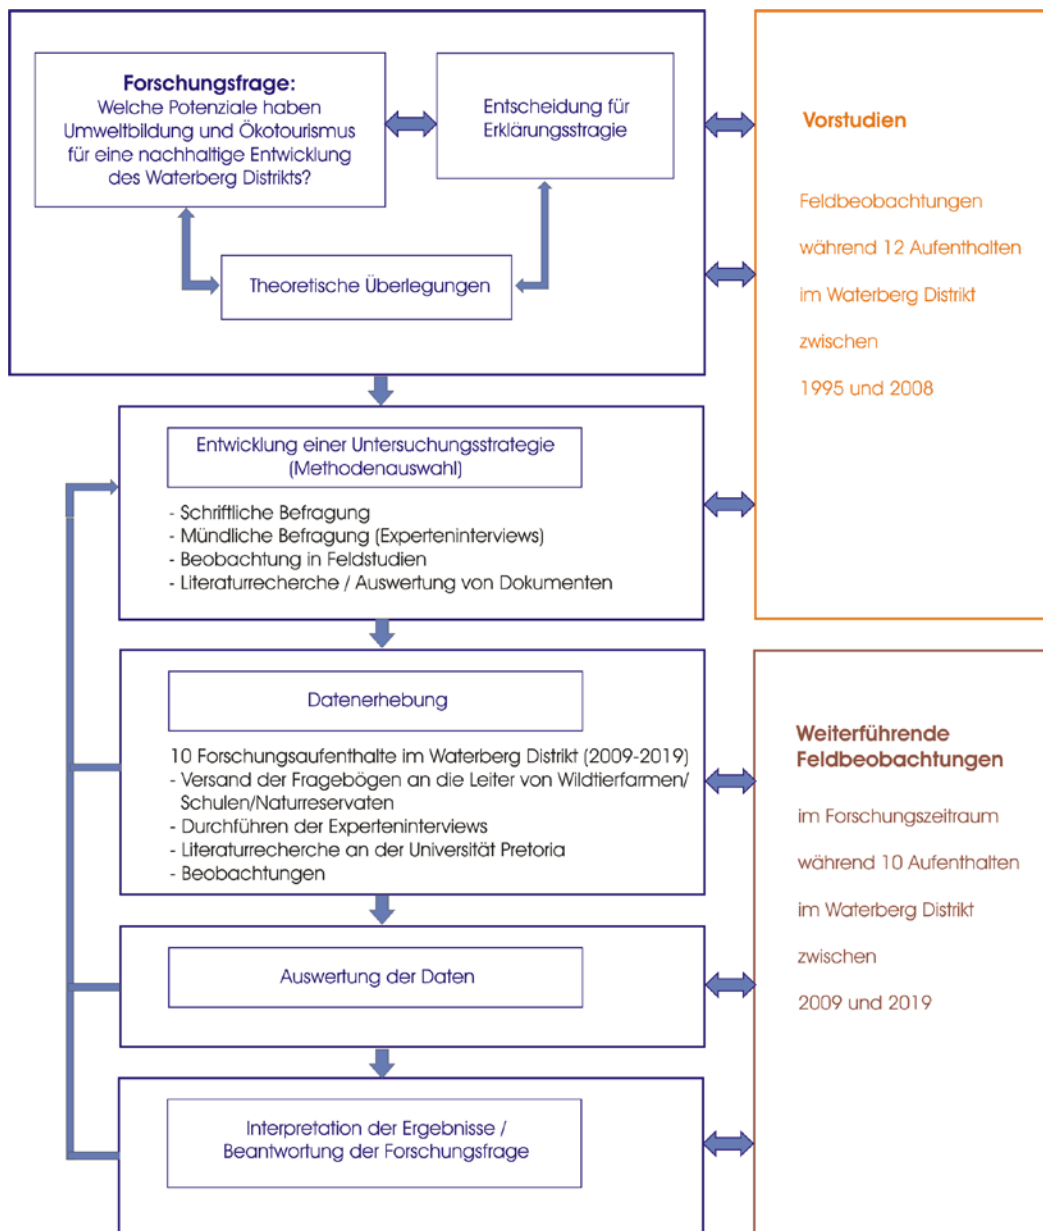 Forschungsfrage:
Welche Potenziale haben
Umweltbildung und Ökotourismus
für eine nachhaltige Entwicklung
des Waterberg Distrikts?
Entscheidung für
Erklärungsstragie
Theoretische Überlegungen
Vorstudien
Feldbeobachtungen
während 12 Aufenthalten
im Waterberg Distrikt
zwischen
1995 und 2008
Entwicklung einer Untersuchungsstrategie
(Methodenauswahl)
- Schriftliche Befragung
- Mündliche Befragung (Experteninterviews)
- Beobachtung in Feldstudien
- Literaturrecherche / Auswertung von Dokumenten
Datenerhebung
10 Forschungsaufenthalte im Waterberg Distrikt (2009-2019)
- Versand der Fragebögen an die Leiter von Wildtierfarmen/
Schulen/Naturreservaten
- Durchführen der Experteninterviews
- Literaturrecherche an der Universität Pretoria
- Beobachtungen
Weiterführende
Feldbeobachtungen
im Forschungszeitraum
während 10 Aufenthalten
im Waterberg Distrikt
zwischen
2009 und 2019
Auswertung der Daten
Interpretation der Ergebnisse /
Beantwortung der Forschungsfrage